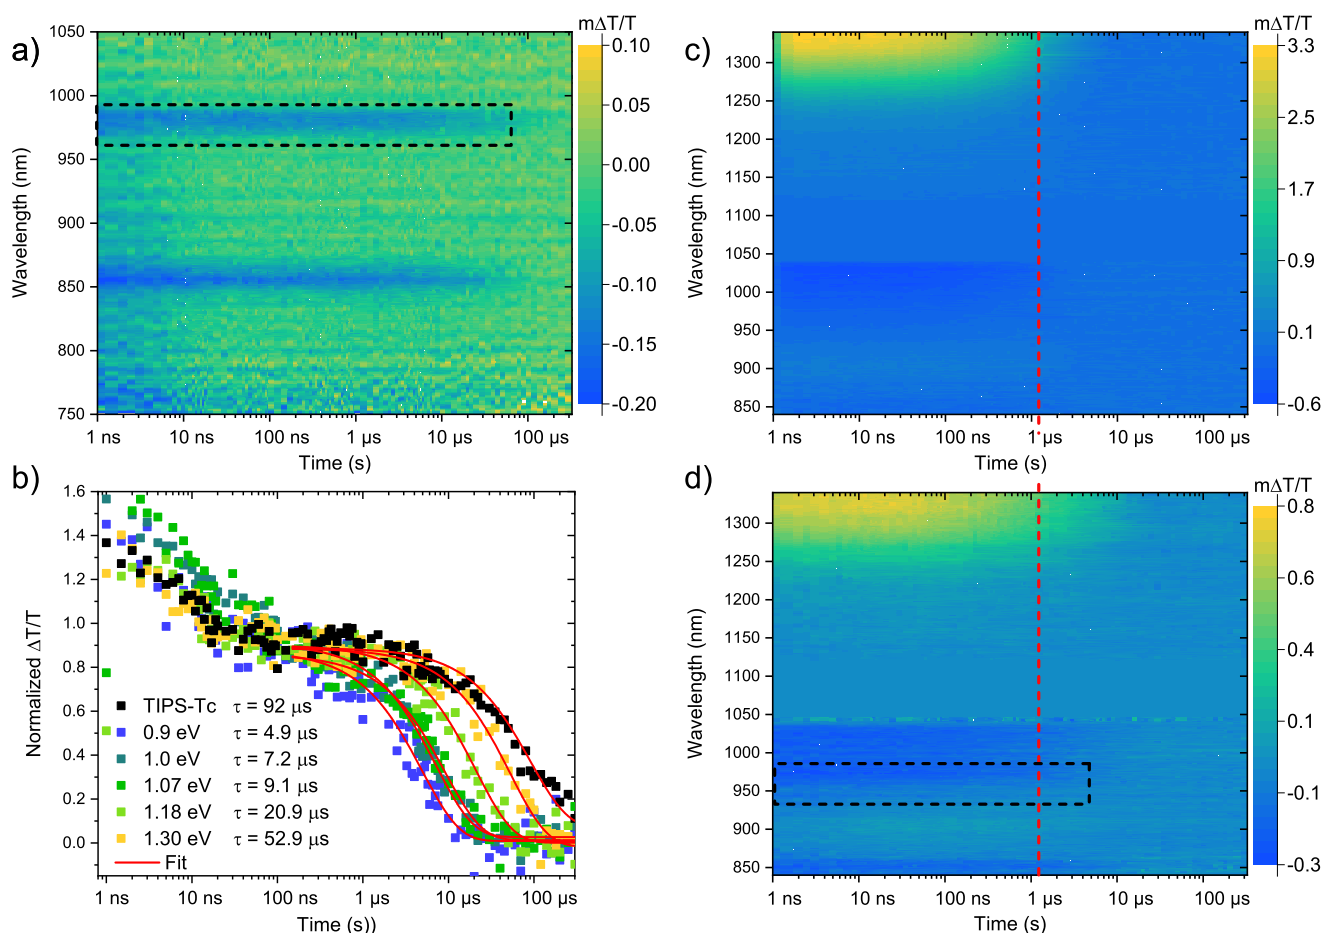 a)
mΔT/T
Wavelength (nm)
1050
1000
950
900
850
800
750
1 ns
10 ns
100 ns
1 µs
10 µs
100 µs
Time (s)
0.10
0.05
0.00
-0.05
-0.10
-0.15
-0.20
c)
mΔT/T
Wavelength (nm)
1300
1250
1200
1150
1100
1050
1000
950
900
850
1 ns
10 ns
100 ns
1 µs
10 µs
100 µs
Time (s)
3.3
2.5
1.7
0.9
0.1
-0.6
b)
Normalized ΔT/T
1.6
1.4
1.2
1.0
0.8
0.6
0.4
0.2
0.0
TIPS-Tc τ = 92 µs
0.9 eV τ = 4.9 µs
1.0 eV τ = 7.2 µs
1.07 eV τ = 9.1 µs
1.18 eV τ = 20.9 µs
1.30 eV τ = 52.9 µs
Fit
1 ns
10 ns
100 ns
1 µs
10 µs
100 µs
Time (s))
d)
mΔT/T
Wavelength (nm)
1300
1250
1200
1150
1100
1050
1000
950
900
850
1 ns
10 ns
100 ns
1 µs
10 µs
100 µs
Time (s)
0.8
0.6
0.4
0.1
-0.1
-0.3